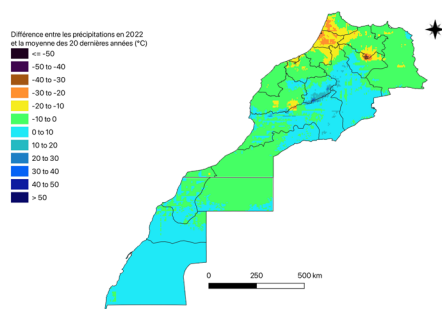 Différence entre les précipitations en 2022
et la moyenne des 20 dernières années (°C)
<= -50
-50 to -40
-40 to -30
-30 to -20
-20 to -10
-10 to 0
0 to 10
10 to 20
20 to 30
30 to 40
40 to 50
> 50
0 250 500 km